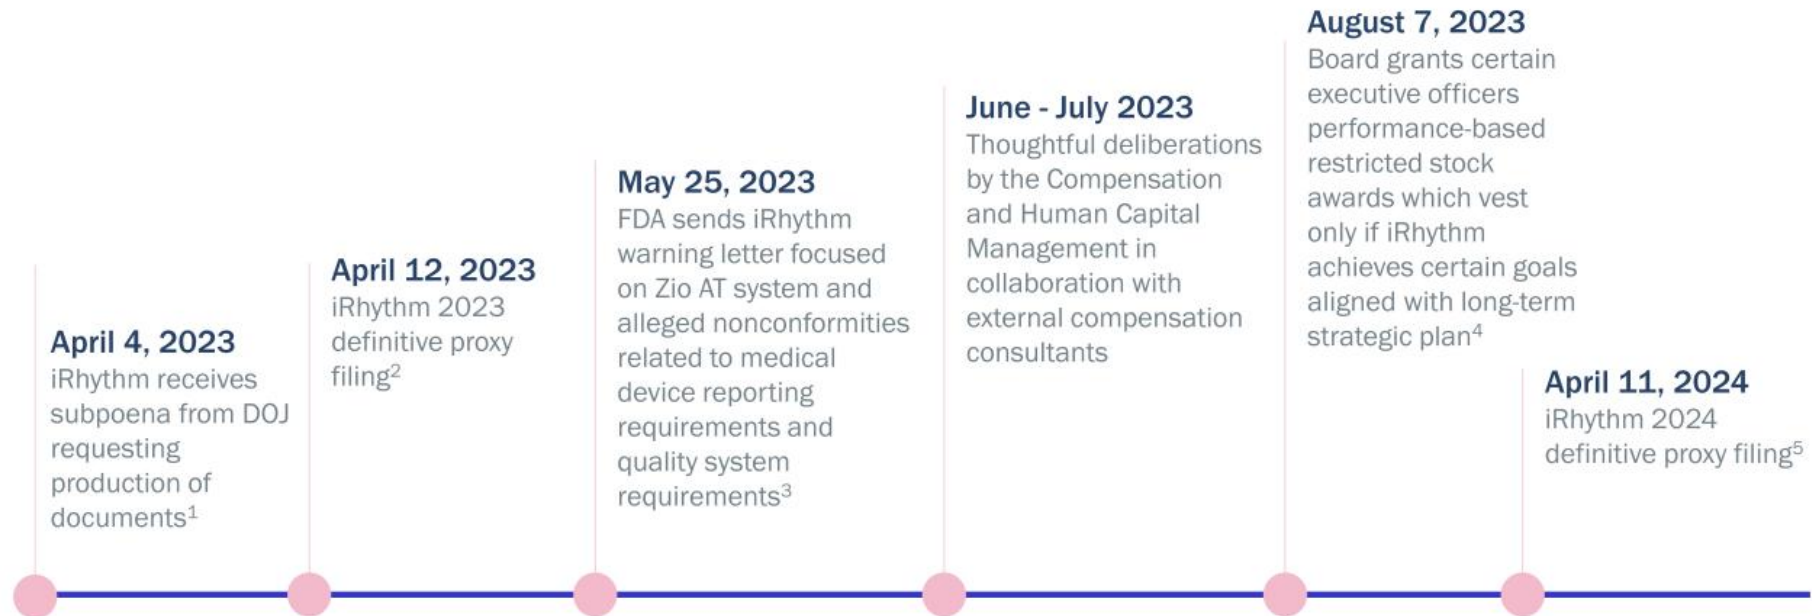 April 4, 2023
iRhythm receives
subpoena from DOJ
requesting
production of
documents¹
April 12, 2023
iRhythm 2023
definitive proxy
filing²
May 25, 2023
FDA sends iRhythm
warning letter focused
on Zio AT system and
alleged nonconformities
related to medical
device reporting
requirements and
quality system
requirements³
June - July 2023
Thoughtful deliberations
by the Compensation
and Human Capital
Management in
collaboration with
external compensation
consultants
August 7, 2023
Board grants certain
executive officers
performance-based
restricted stock
awards which vest
only if iRhythm
achieves certain goals
aligned with long-term
strategic plan⁴
April 11, 2024
iRhythm 2024
definitive proxy filing⁵